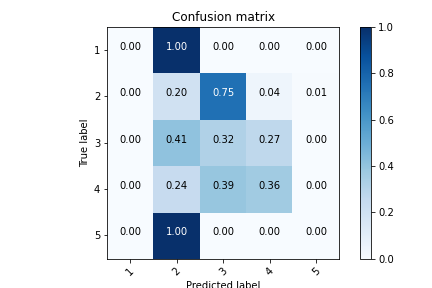 Confusion matrix
1.0
1 0.00 1.00 0.00 0.00 0.00
0.8
2 0.00 0.20 0.75 0.04 0.01
0.6
True label
3 0.00 0.41 0.32 0.27 0.00
0.4
4 0.00 0.24 0.39 0.36 0.00
0.2
5 0.00 1.00 0.00 0.00 0.00
0.0
1 2 3 4 5
Predicted label